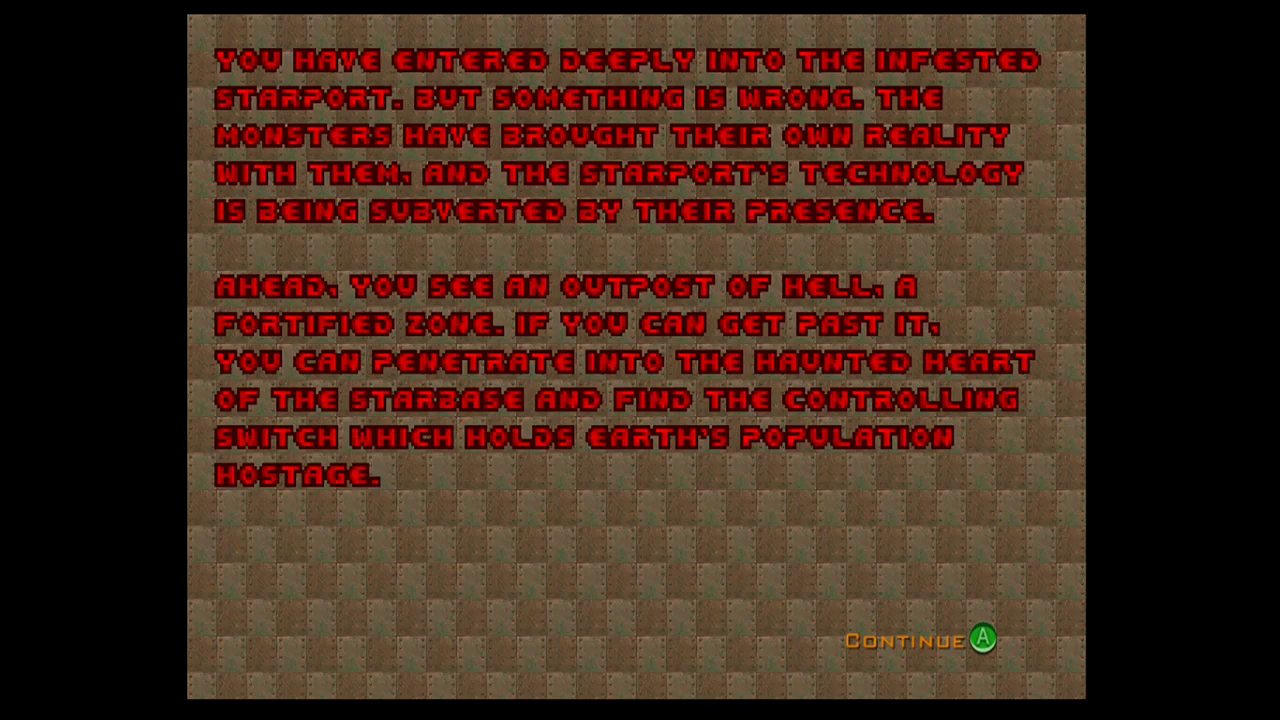 YOU HAVE ENTERED DEEPLY INTO THE INFESTED
STARPORT. BUT SOMETHING IS WRONG. THE
MONSTERS HAVE BROUGHT THEIR OWN REALITY
WITH THEM, AND THE STARPORT'S TECHNOLOGY
IS BEING SUBVERTED BY THEIR PRESENCE.
AHEAD, YOU SEE AN OUTPOST OF HELL, A
FORTIFIED ZONE. IF YOU CAN GET PAST IT,
YOU CAN PENETRATE INTO THE HAUNTED HEART
OF THE STARBASE AND FIND THE CONTROLLING
SWITCH WHICH HOLDS EARTH'S POPULATION
HOSTAGE.
CONTINUE A